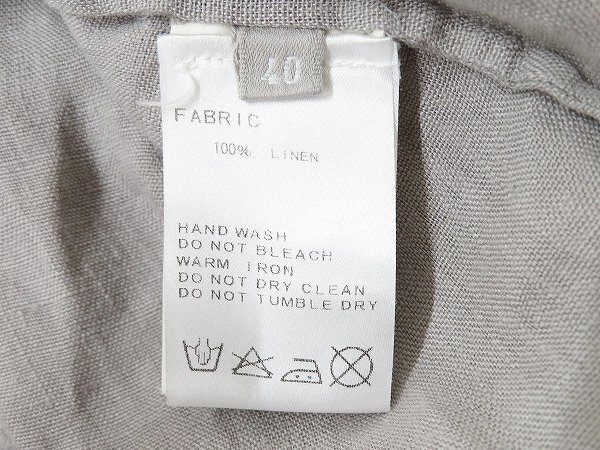 40
FABRIC
100% LINEN
HAND WASH
DO NOT BLEACH
WARM IRON
DO NOT DRY CLEAN
DO NOT TUMBLE DRY